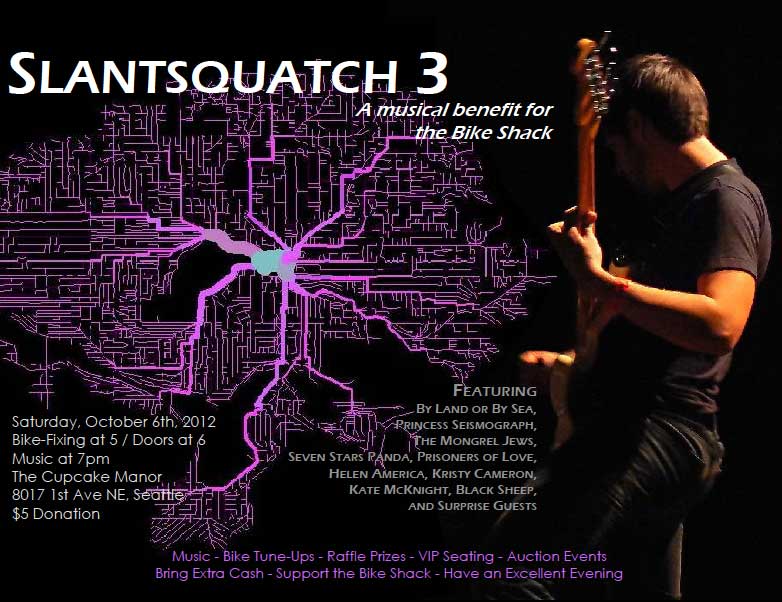 SLANTSQUATCH 3
A musical benefit for
the Bike Shack
FEATURING
BY LAND OR BY SEA,
PRINCESS SEISMOGRAPH,
THE MONGREL JEWS,
SEVEN STARS PANDA, PRISONERS OF LOVE,
HELEN AMERICA, KRISTY CAMERON,
KATE MCKNIGHT, BLACK SHEEP,
AND SURPRISE GUESTS
Saturday, October 6th, 2012
Bike-Fixing at 5 / Doors at 6
Music at 7pm
The Cupcake Manor
8017 1st Ave NE, Seattle
$5 Donation
Music - Bike Tune-Ups - Raffle Prizes - VIP Seating - Auction Events
Bring Extra Cash - Support the Bike Shack - Have an Excellent Evening